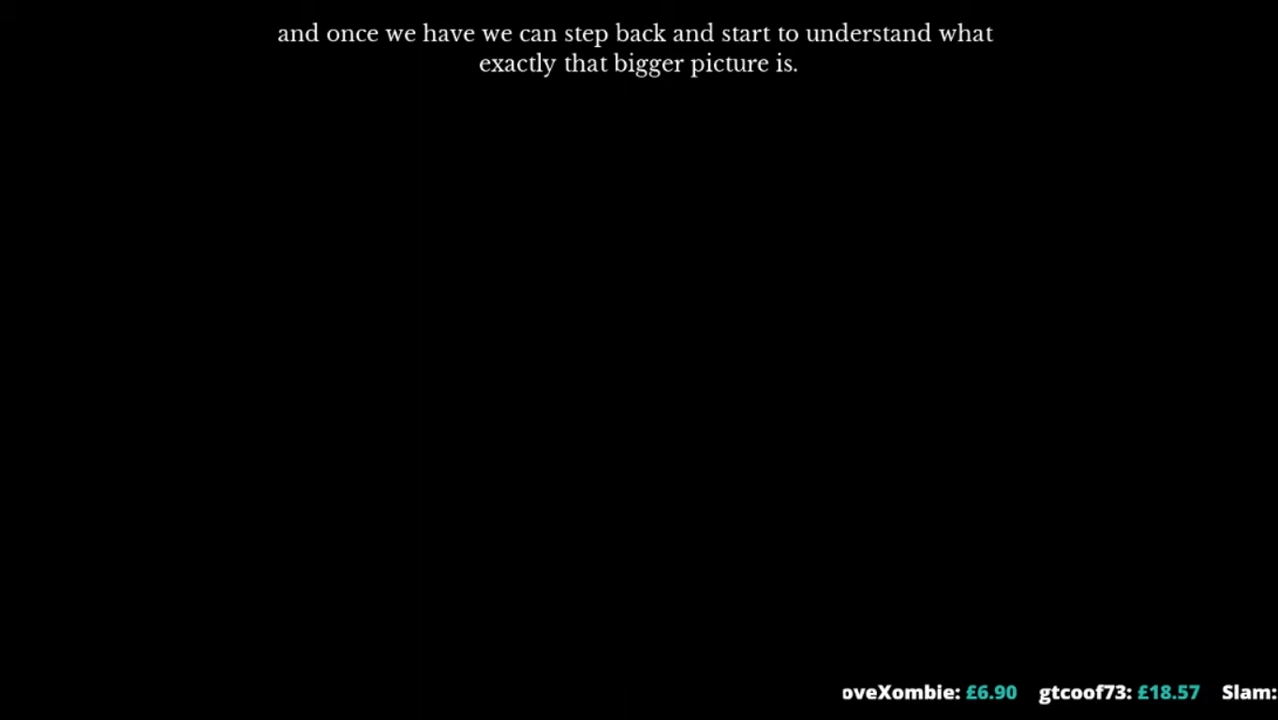 and once we have we can step back and start to understand what
exactly that bigger picture is.
oveXombie: £6.90 gtcoof73: £18.57 Slam: